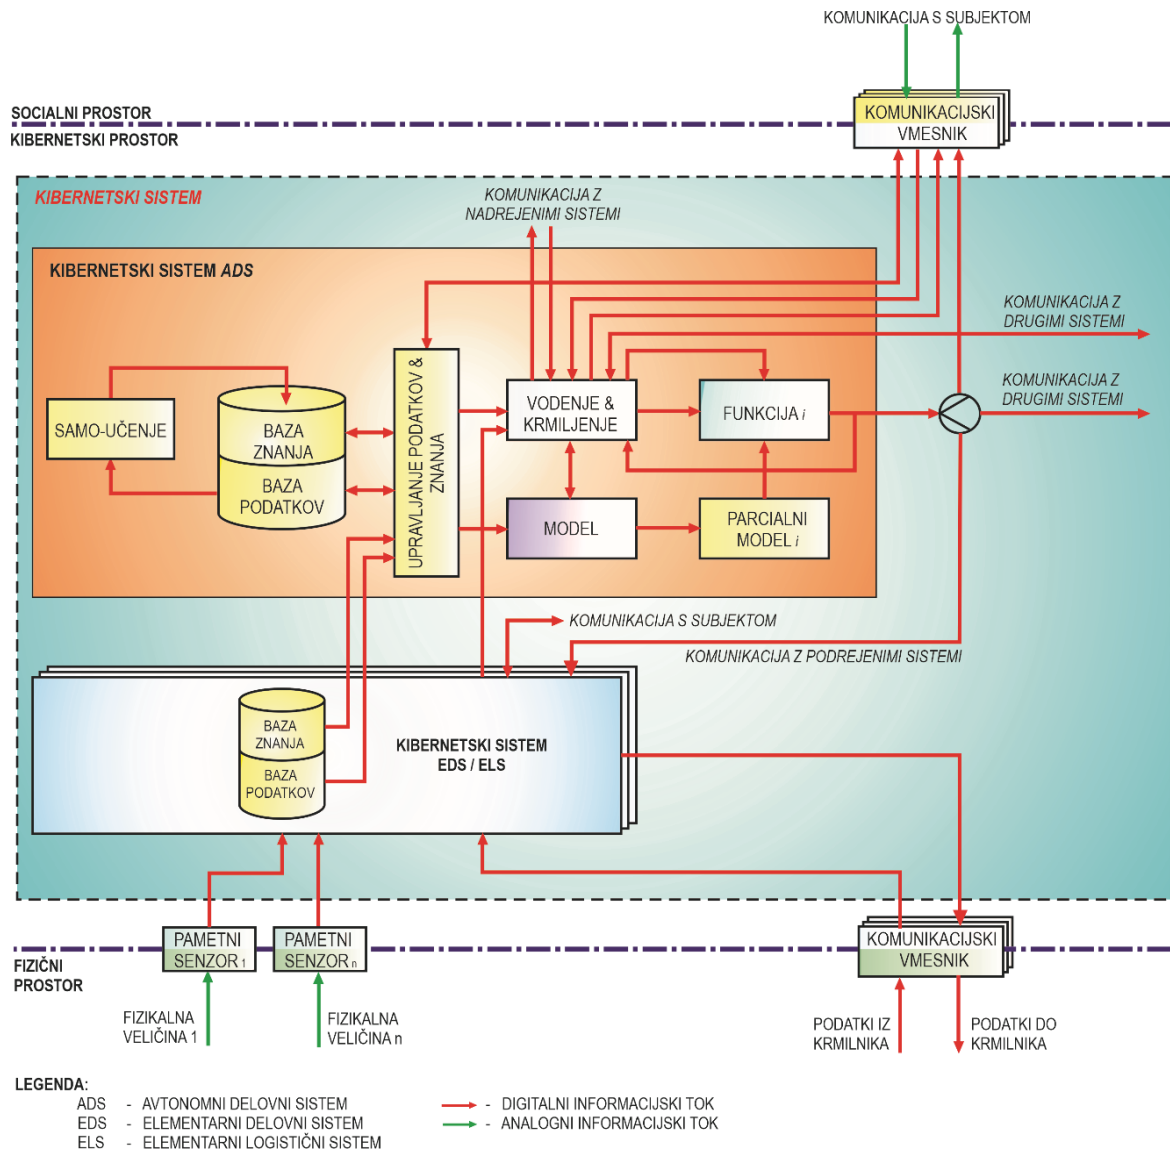 KOMUNIKACIJA S SUBJEKTOM
SOCIALNI PROSTOR
KIBERNETSKI PROSTOR
KOMUNIKACIJSKI
VMESNIK
KIBERNETSKI SISTEM
KOMUNIKACIJA Z
NADREJENIMI SISTEMI
KIBERNETSKI SISTEM ADS
KOMUNIKACIJA Z
DRUGIMI SISTEMI
SAMO-UČENJE
BAZA
ZNANJA
BAZA
PODATKOV
UPRAVLJANJE PODATKOV &
ZNANJA
VODENJE &
KRMILJENJE
FUNKCIJA i
KOMUNIKACIJA Z
DRUGIMI SISTEMI
MODEL
PARCIALNI
MODEL i
KOMUNIKACIJA S SUBJEKTOM
KOMUNIKACIJA Z PODREJENIMI SISTEMI
BAZA
ZNANJA
BAZA
PODATKOV
KIBERNETSKI SISTEM
EDS / ELS
PAMETNI
SENZOR 1
PAMETNI
SENZOR n
KOMUNIKACIJSKI
VMESNIK
FIZIČNI
PROSTOR
FIZIKALNA
VELIČINA 1
FIZIKALNA
VELIČINA n
PODATKI IZ
KRMILNIKA
PODATKI DO
KRMILNIKA
LEGENDA:
ADS - AVTONOMNI DELOVNI SISTEM
EDS - ELEMENTARNI DELOVNI SISTEM
ELS - ELEMENTARNI LOGISTIČNI SISTEM
- DIGITALNI INFORMACIJSKI TOK
- ANALOGNI INFORMACIJSKI TOK